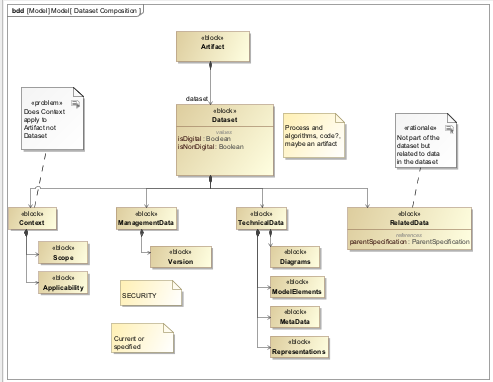 bdd [Model] Model[ Dataset Composition ]
«block»
Artifact
dataset
«problem»
Does Context
apply to
Artifact not
Dataset
«block»
Dataset
values
isDigital : Boolean
isNonDigital : Boolean
Process and
algorithms, code?,
maybe an artifact
«rationale»
Not part of the
dataset but
related to data
in the dataset
«block»
Context
«block»
ManagementData
«block»
TechnicalData
«block»
RelatedData
references
parentSpecification : ParentSpecification
«block»
Scope
«block»
Version
«block»
Diagrams
«block»
Applicability
«block»
ModelElements
SECURITY
«block»
MetaData
Current or
specified
«block»
Representations